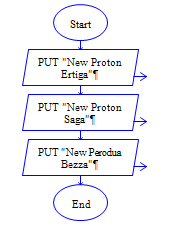 Start
PUT "New Proton
Ertiga"¶
PUT "New Proton
Saga"¶
PUT "New Perodua
Bezza"¶
End